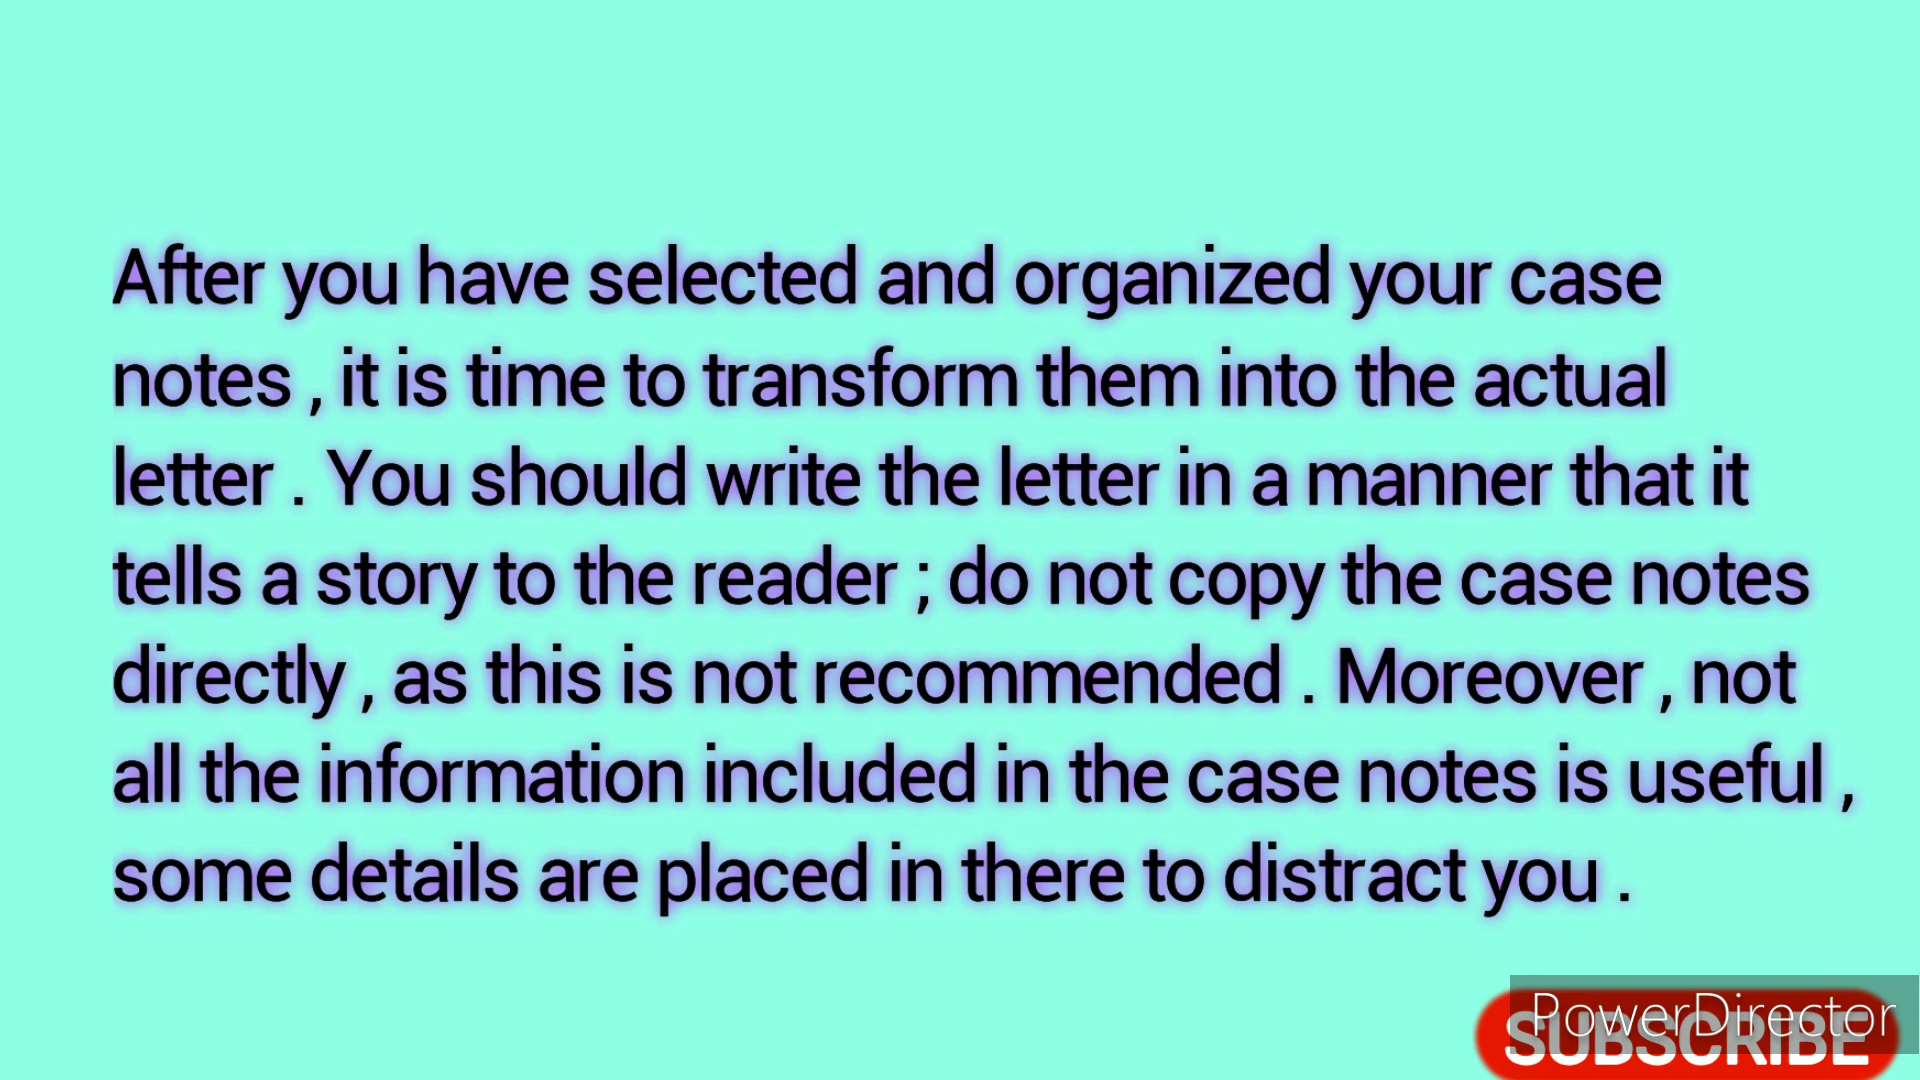 After you have selected and organized your case
notes , it is time to transform them into the actual
letter . You should write the letter in a manner that it
tells a story to the reader ; do not copy the case notes
directly , as this is not recommended . Moreover , not
all the information included in the case notes is useful ,
some details are placed in there to distract you .
PowerDirector
SUBSCRIBE